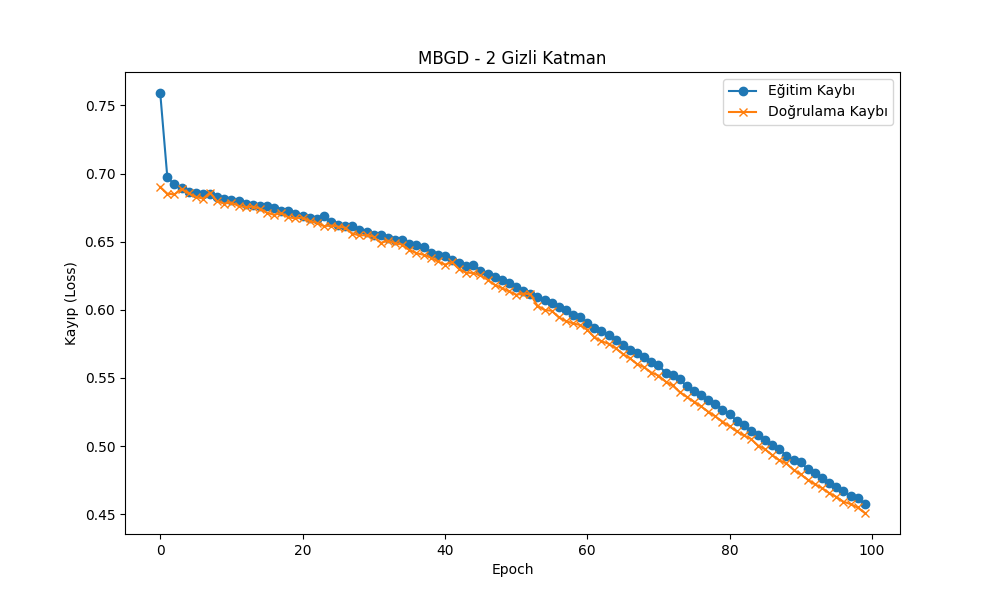 MBGD - 2 Gizli Katman
Eğitim Kaybı
Doğrulama Kaybı
Kayıp (Loss)
0.75
0.70
0.65
0.60
0.55
0.50
0.45
0 20 40 60 80 100
Epoch